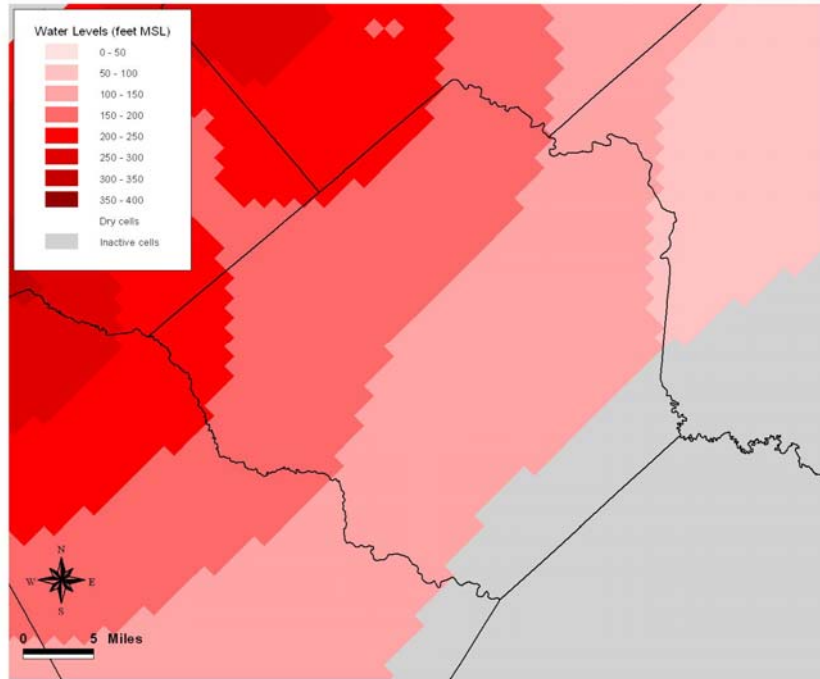 Water Levels (feet MSL)
0 - 50
50 - 100
100 - 150
150 - 200
200 - 250
250 - 300
300 - 350
350 - 400
Dry cells
Inactive cells
N
W E
S
0 5 Miles